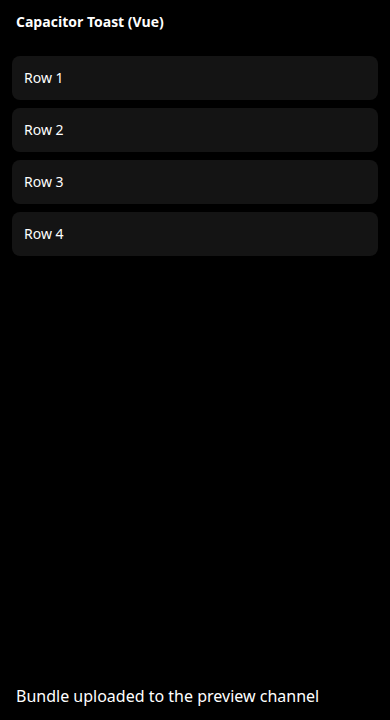 Capacitor Toast (Vue)
Row 1
Row 2
Row 3
Row 4
Bundle uploaded to the preview channel